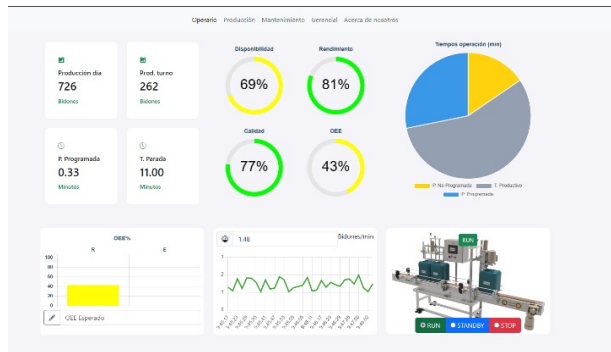 Operario Producción Mantenimiento Gerencial Acerca de nosotros
Producción día
726
Bidones
Prod. turno
262
Bidones
P. Programada
0.33
Minutos
T. Parada
11.00
Minutos
Disponibilidad
69%
Rendimiento
81%
Calidad
77%
OEE
43%
Tiempos operación (min)
P. No Programada T. Productivo
P. Programada
OEE%
R E
100
80
60
40
20
0
OEE Esperado
1.48
Bidones/min
3
2
1
0
RUN
RUN STANDBY STOP